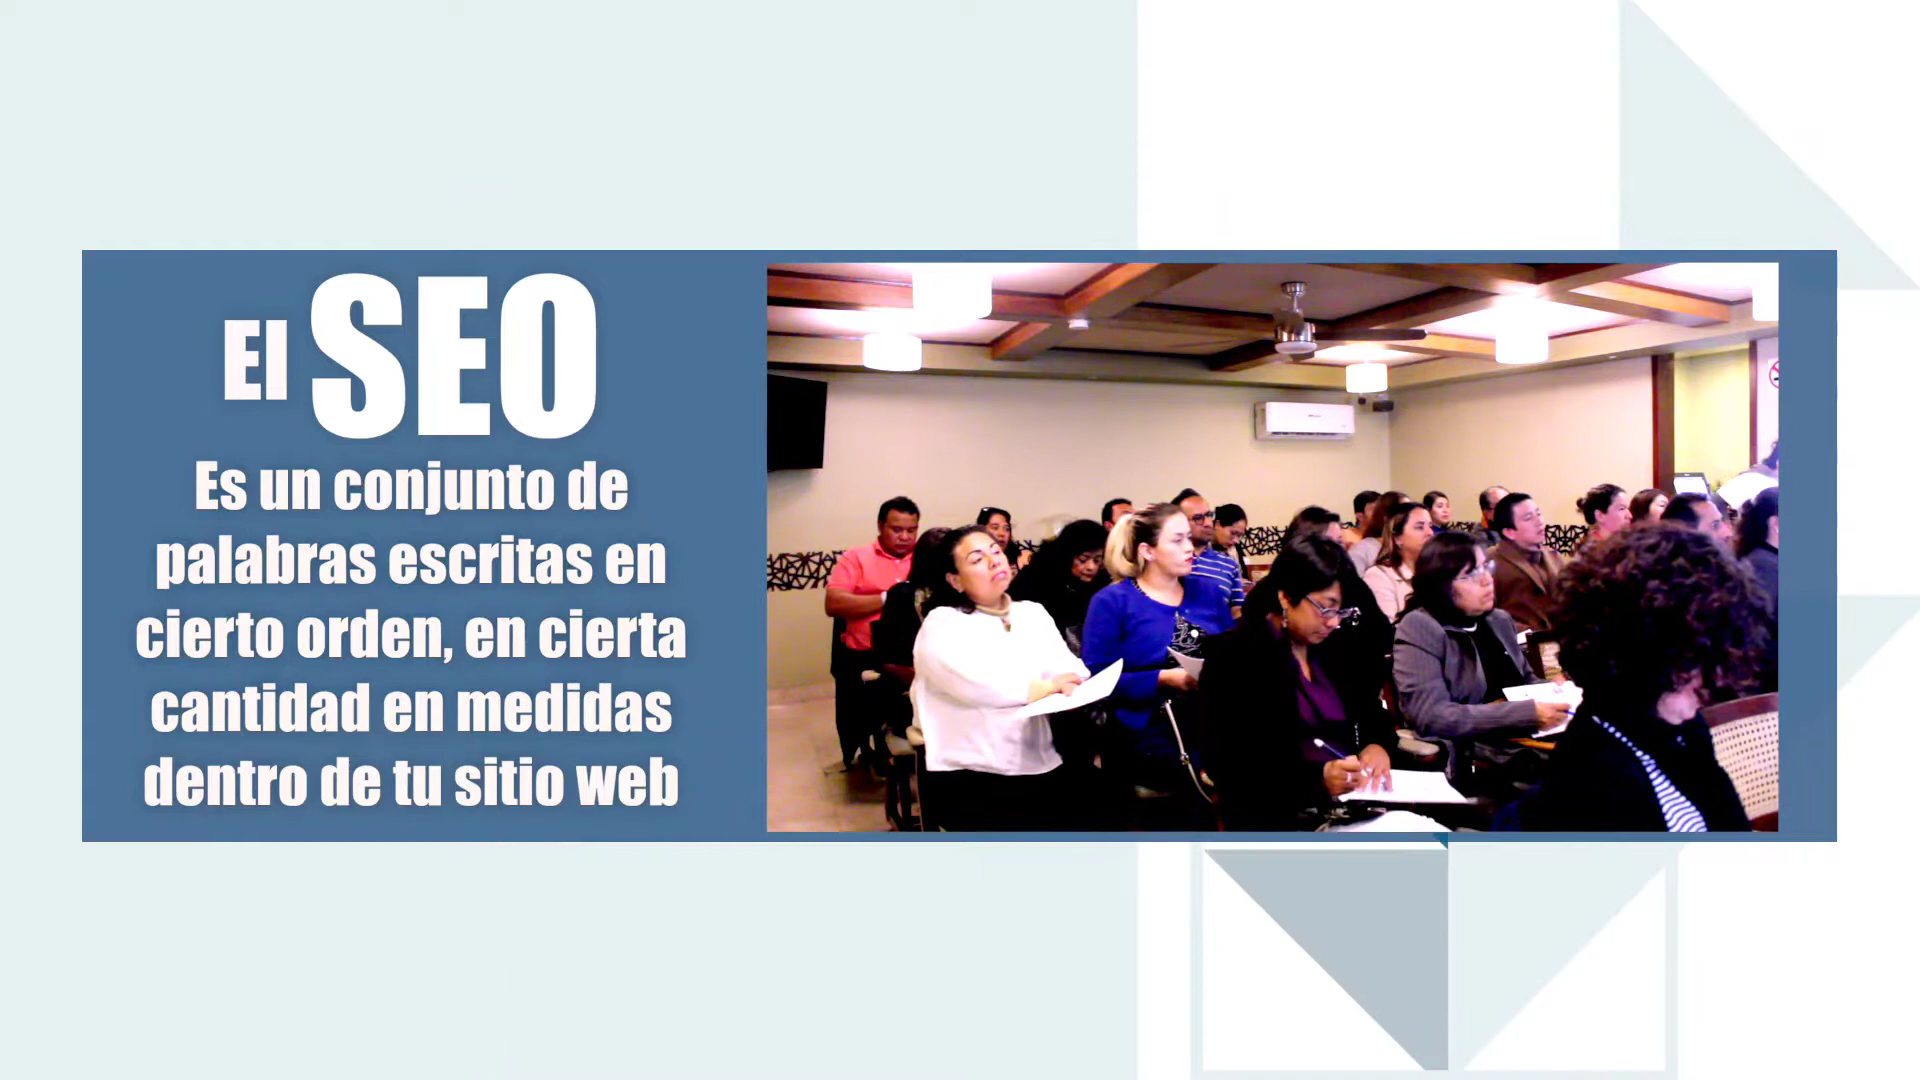 El SEO
Es un conjunto de
palabras escritas en
cierto orden, en cierta
cantidad en medidas
dentro de tu sitio web